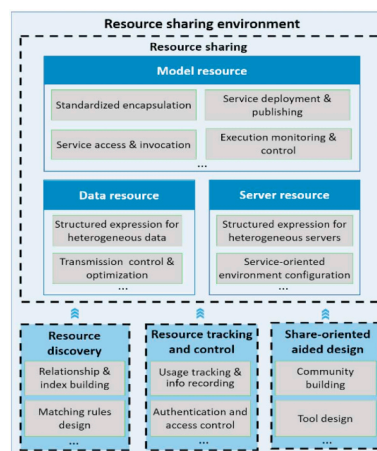 Resource sharing environment
Resource sharing
Model resource
Standardized encapsulation
Service deployment &
publishing
Service access & invocation
Execution monitoring &
control
...
Data resource
Structured expression for
heterogeneous data
Transmission control &
optimization
...
Server resource
Structured expression for
heterogeneous servers
Service-oriented
environment configuration
...
Resource
discovery
Relationship &
index building
Matching rules
design
...
Resource tracking
and control
Usage tracking &
info recording
Authentication and
access control
...
Share-oriented
aided design
Community
building
Tool design
...